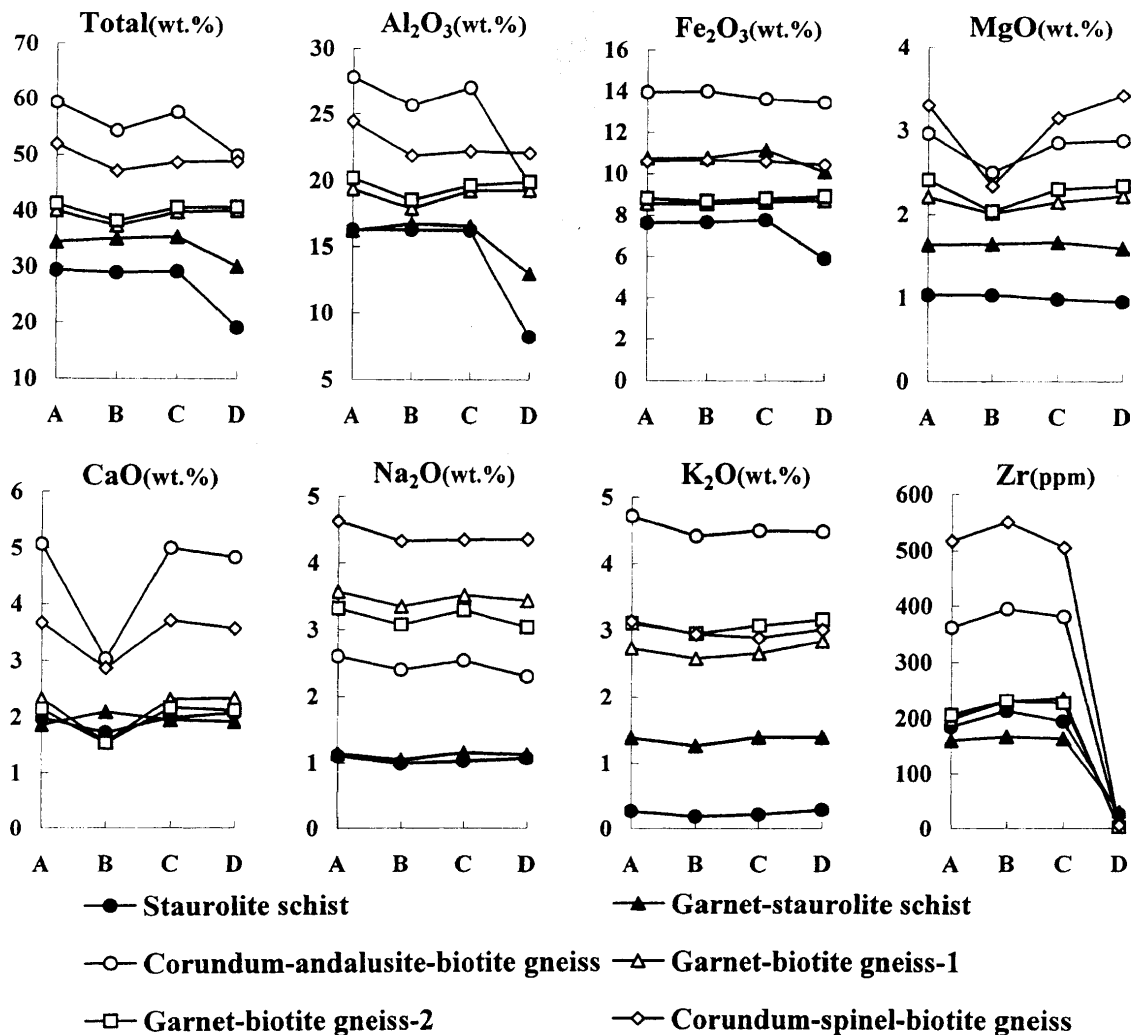 Total(wt.%)
70
60
50
40
30
20
10
A B C D
Al₂O₃(wt.%)
30
25
20
15
10
5
A B C D
Fe₂O₃(wt.%)
16
14
12
10
8
6
4
2
0
A B C D
MgO(wt.%)
4
3
2
1
0
A B C D
CaO(wt.%)
6
5
4
3
2
1
0
A B C D
Na₂O(wt.%)
5
4
3
2
1
0
A B C D
K₂O(wt.%)
5
4
3
2
1
0
A B C D
Zr(ppm)
600
500
400
300
200
100
0
A B C D
Staurolite schist
Garnet-staurolite schist
Corundum-andalusite-biotite gneiss
Garnet-biotite gneiss-1
Garnet-biotite gneiss-2
Corundum-spinel-biotite gneiss